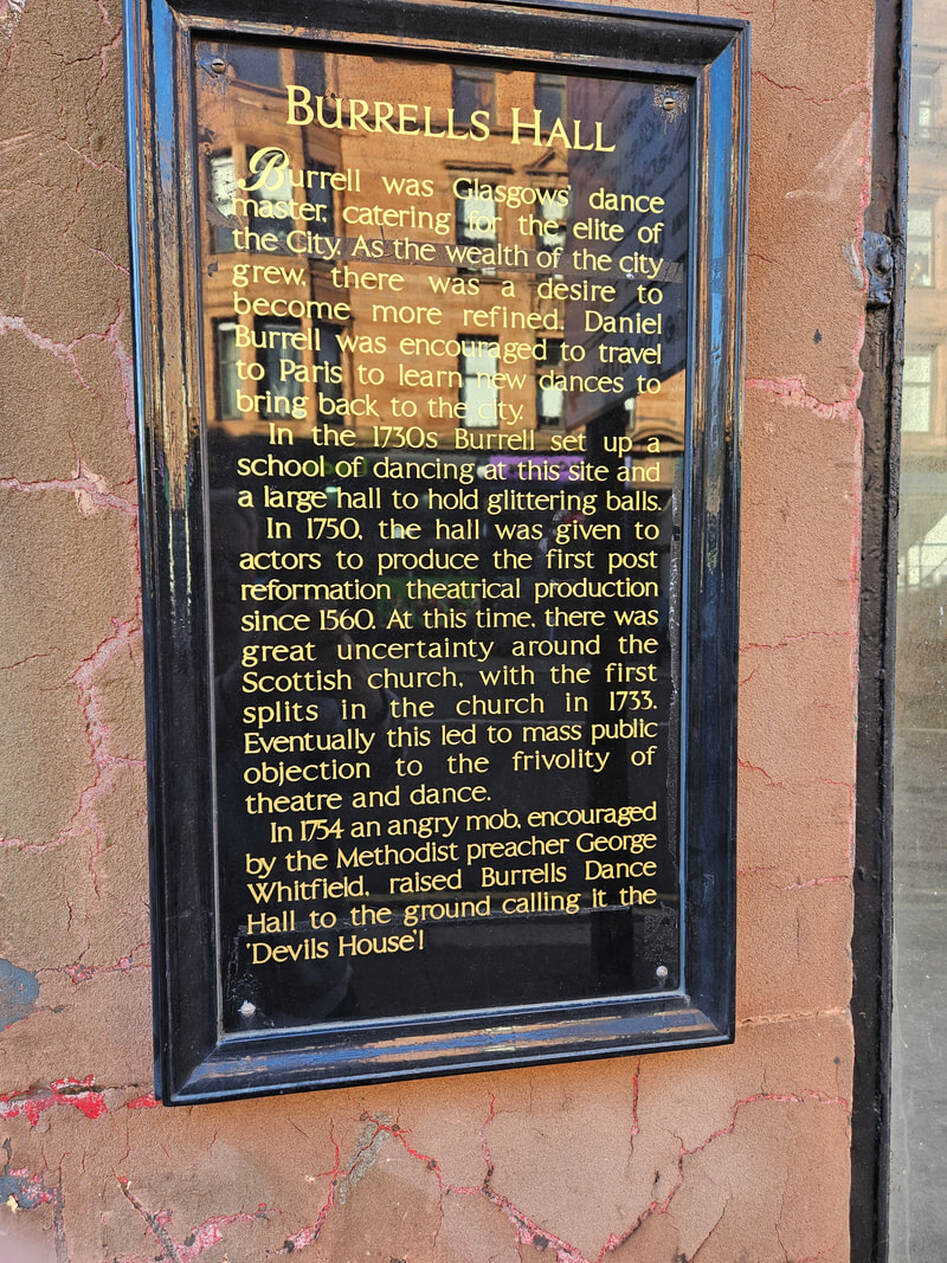 Burrells Hall
Burrell was Glasgows' dance
master, catering for the elite of
the City. As the wealth of the city
grew, there was a desire to
become more refined. Daniel
Burrell was encouraged to travel
to Paris to learn new dances to
bring back to the city.
In the 1730s Burrell set up a
school of dancing at this site and
a large hall to hold glittering balls.
In 1750, the hall was given to
actors to produce the first post
reformation theatrical production
since 1560. At this time, there was
great uncertainty around the
Scottish church, with the first
splits in the church in 1733.
Eventually this led to mass public
objection to the frivolity of
theatre and dance.
In 1754 an angry mob, encouraged
by the Methodist preacher George
Whitfield, raised Burrells Dance
Hall to the ground calling it the
'Devils House'!